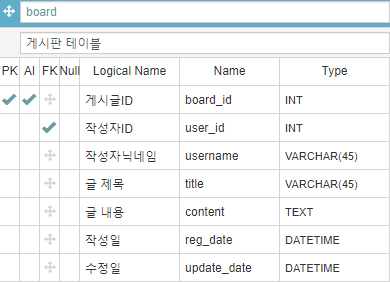 board
게시판 테이블
PK AI FK Null Logical Name Name Type
게시글ID board_id INT
작성자ID user_id INT
작성자닉네임 username VARCHAR(45)
글 제목 title VARCHAR(45)
글 내용 content TEXT
작성일 reg_date DATETIME
수정일 update_date DATETIME